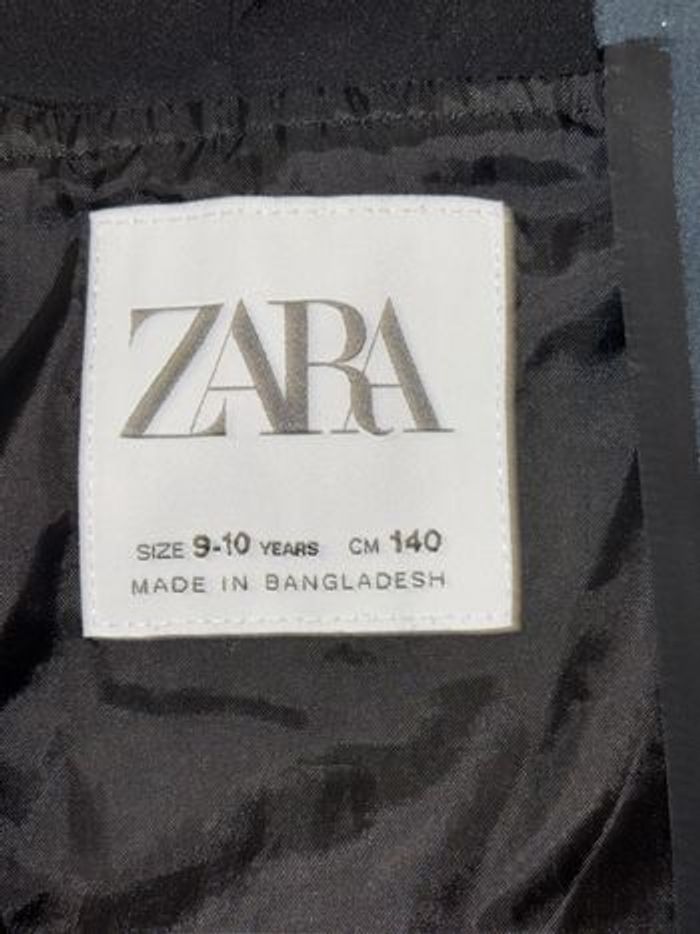 ZARA
SIZE 9-10 YEARS CM 140
MADE IN BANGLADESH